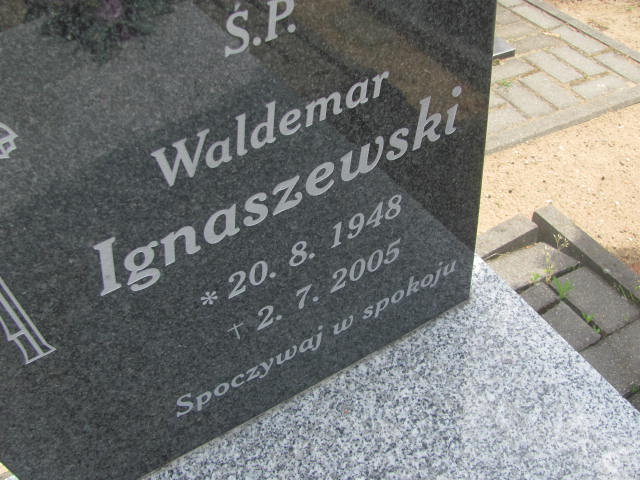 Ś.P.
Waldemar
Ignaszewski
* 20. 8. 1948
† 2. 7. 2005
Spoczywaj w spokoju